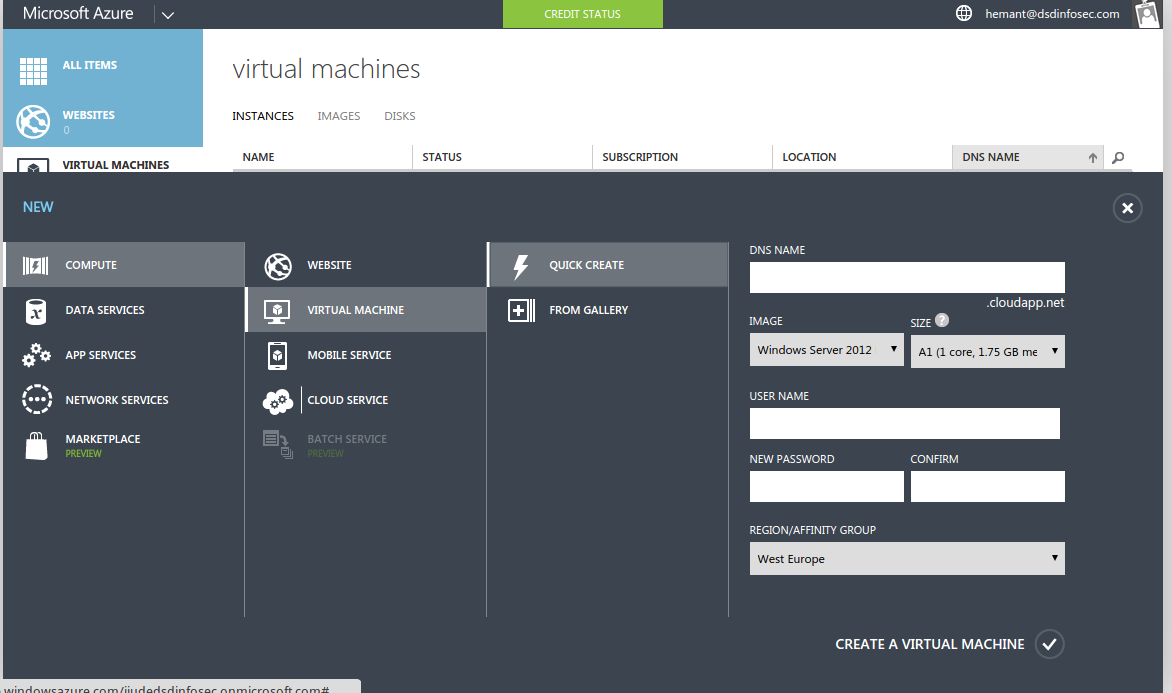 Microsoft Azure
CREDIT STATUS
hemant@dsdinfosec.com
ALL ITEMS
WEBSITES
0
VIRTUAL MACHINES
virtual machines
INSTANCES IMAGES DISKS
NAME STATUS SUBSCRIPTION LOCATION DNS NAME
NEW
COMPUTE
DATA SERVICES
APP SERVICES
NETWORK SERVICES
MARKETPLACE
PREVIEW
WEBSITE
VIRTUAL MACHINE
MOBILE SERVICE
CLOUD SERVICE
BATCH SERVICE
PREVIEW
QUICK CREATE
FROM GALLERY
DNS NAME
.cloudapp.net
IMAGE SIZE ?
Windows Server 2012 A1 (1 core, 1.75 GB me
USER NAME
NEW PASSWORD CONFIRM
REGION/AFFINITY GROUP
West Europe
CREATE A VIRTUAL MACHINE
.windowsazure.com/jjudedsdinfosec.onmicrosoft.com#